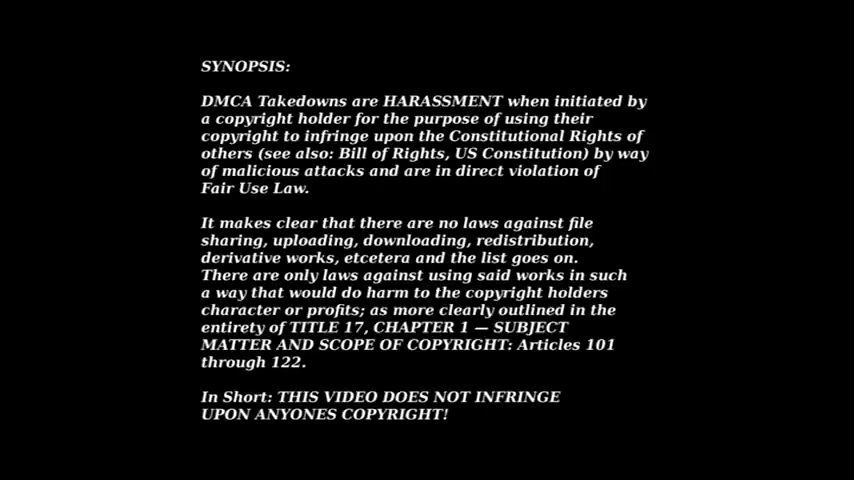 SYNOPSIS:
DMCA Takedowns are HARASSMENT when initiated by
a copyright holder for the purpose of using their
copyright to infringe upon the Constitutional Rights of
others (see also: Bill of Rights, US Constitution) by way
of malicious attacks and are in direct violation of
Fair Use Law.
It makes clear that there are no laws against file
sharing, uploading, downloading, redistribution,
derivative works, etcetera and the list goes on.
There are only laws against using said works in such
a way that would do harm to the copyright holders
character or profits; as more clearly outlined in the
entirety of TITLE 17, CHAPTER 1 — SUBJECT
MATTER AND SCOPE OF COPYRIGHT: Articles 101
through 122.
In Short: THIS VIDEO DOES NOT INFRINGE
UPON ANYONES COPYRIGHT!